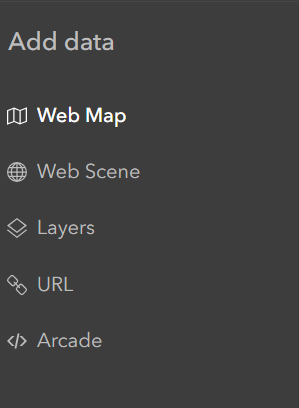 Add data
Web Map
Web Scene
Layers
URL
Arcade